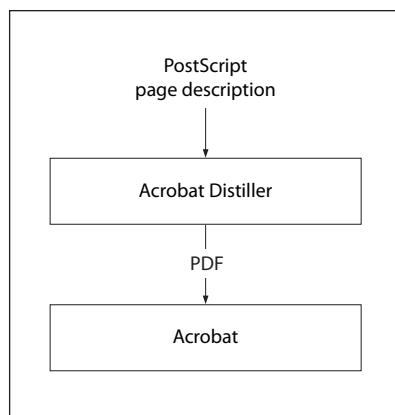 PostScript
page description
Acrobat Distiller
PDF
Acrobat